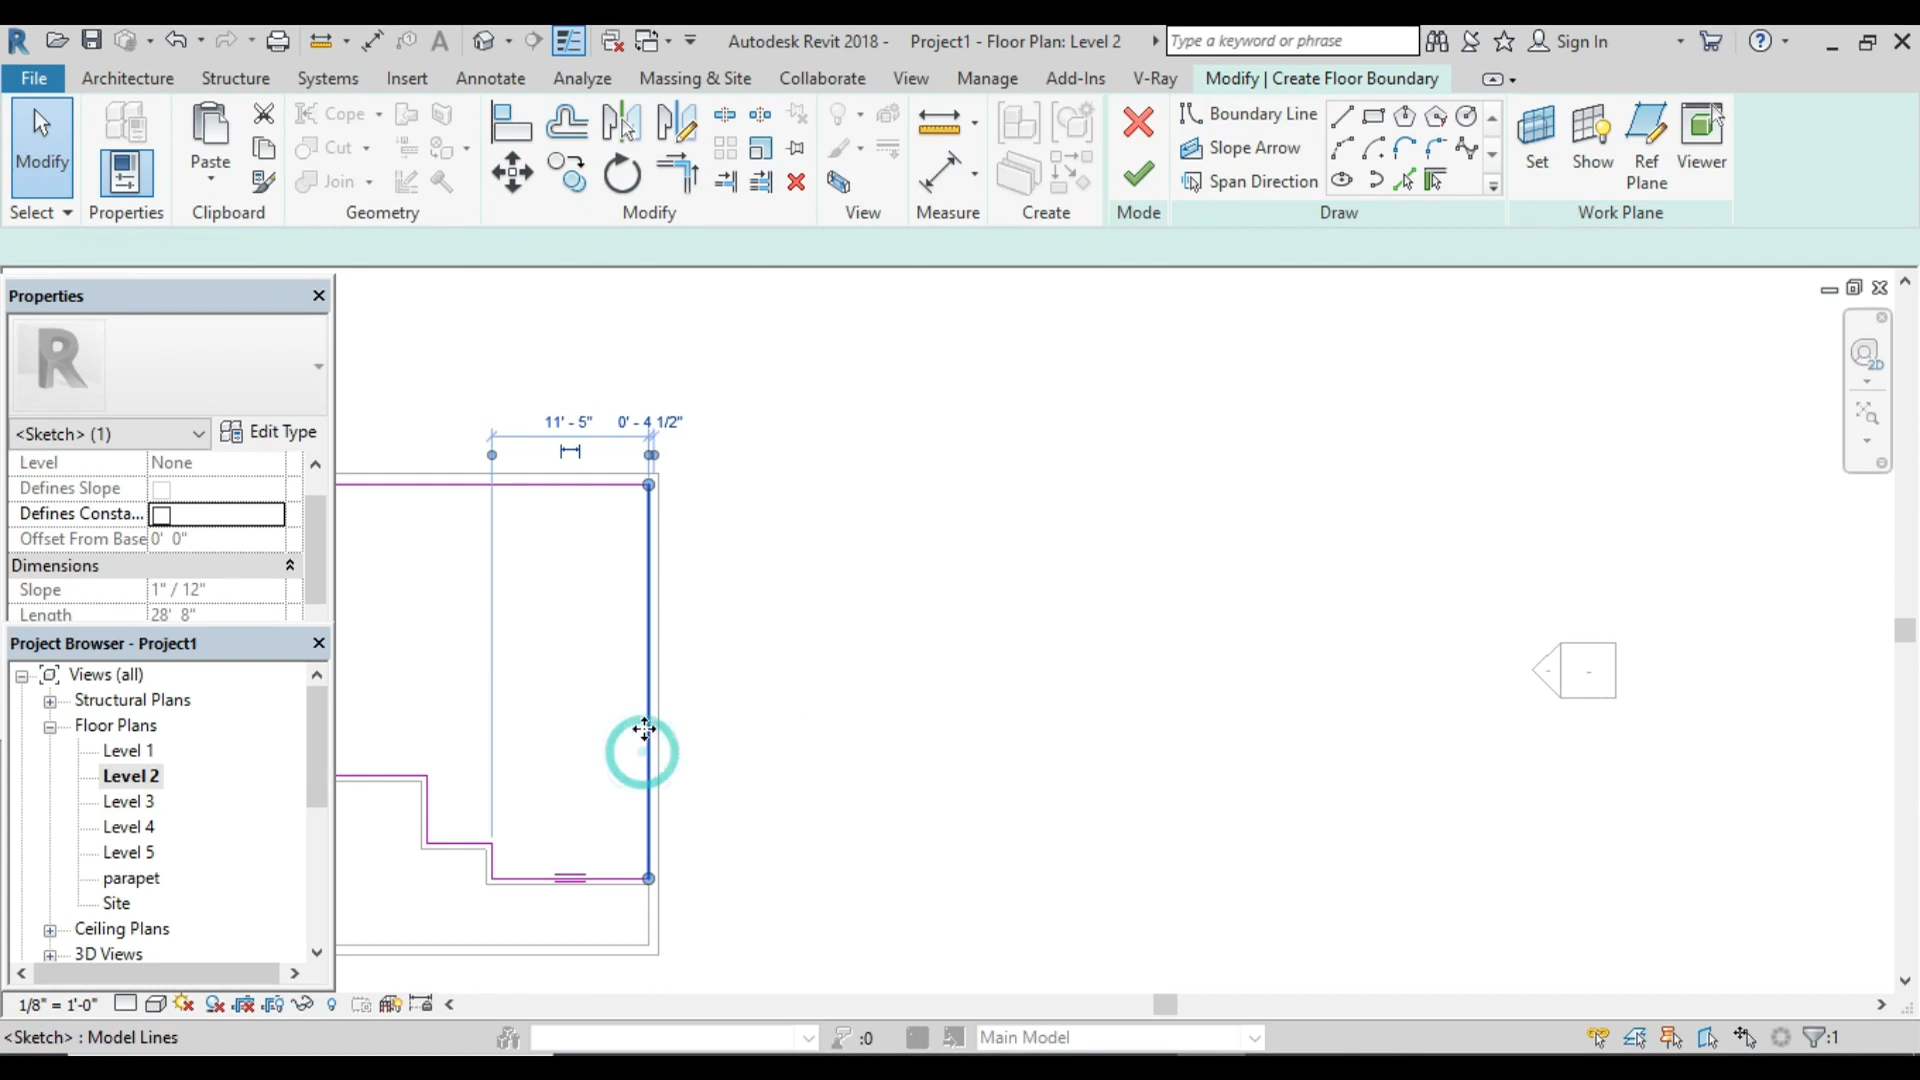 Autodesk Revit 2018 - Project1 - Floor Plan: Level 2
Type a keyword or phrase
Sign In
File Architecture Structure Systems Insert Annotate Analyze Massing & Site Collaborate View Manage Add-Ins V-Ray Modify | Create Floor Boundary
Modify
Paste
Cope
Cut
Join
Boundary Line
Slope Arrow
Span Direction
Set
Show
Ref
Plane
Viewer
Select Properties Clipboard Geometry Modify View Measure Create Mode Draw Work Plane
Properties
R
<Sketch> (1)
Edit Type
Level None
Defines Slope
Defines Consta...
Offset From Base 0' 0"
Dimensions
Slope 1" / 12"
Length 28' 8"
Project Browser - Project1
Views (all)
Structural Plans
Floor Plans
Level 1
Level 2
Level 3
Level 4
Level 5
parapet
Site
Ceiling Plans
3D Views
11' - 5" 0' - 4 1/2"
2D
1/8" = 1'-0"
<Sketch> : Model Lines
:0
Main Model
:1